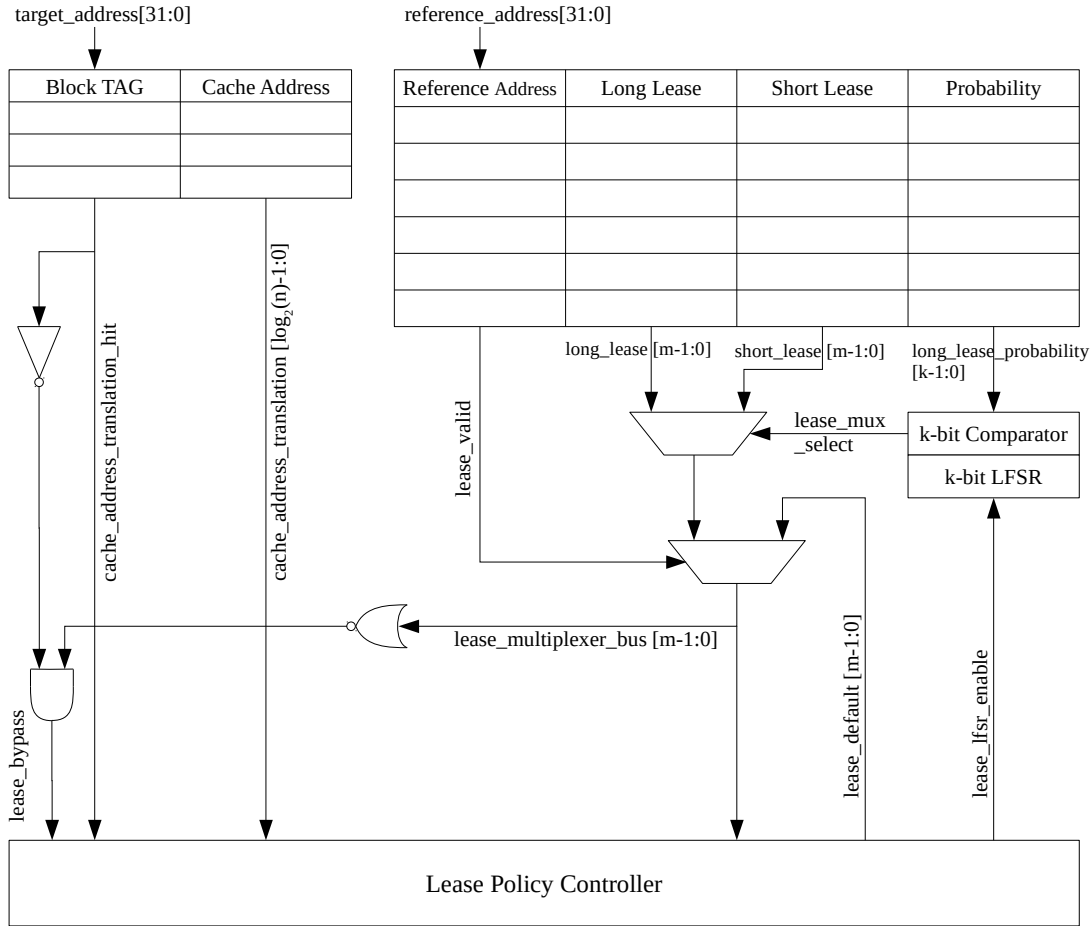 target_address[31:0]
reference_address[31:0]
Block TAG
Cache Address
Reference Address
Long Lease
Short Lease
Probability
long_lease [m-1:0]
short_lease [m-1:0]
long_lease_probability
[k-1:0]
cache_address_translation_hit
cache_address_translation [log2(n)-1:0]
lease_valid
lease_mux
_select
k-bit Comparator
k-bit LFSR
lease_multiplexer_bus [m-1:0]
lease_default [m-1:0]
lease_lfsr_enable
lease_bypass
Lease Policy Controller